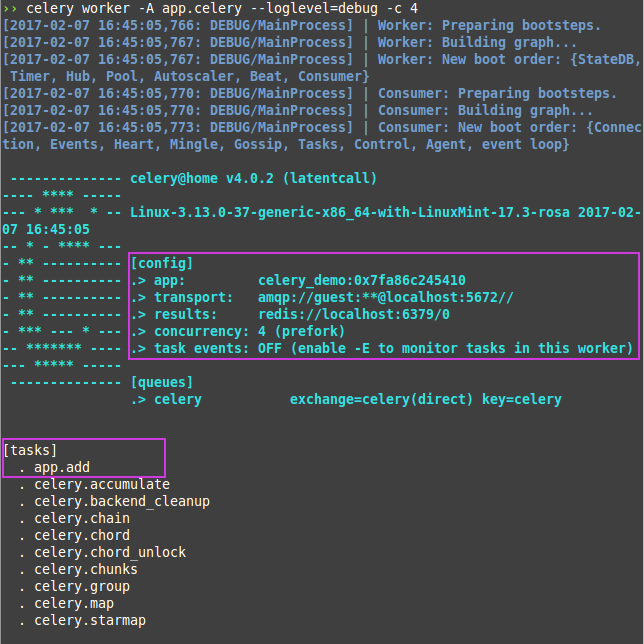 ›› celery worker -A app.celery --loglevel=debug -c 4
[2017-02-07 16:45:05,766: DEBUG/MainProcess] | Worker: Preparing bootsteps.
[2017-02-07 16:45:05,767: DEBUG/MainProcess] | Worker: Building graph...
[2017-02-07 16:45:05,767: DEBUG/MainProcess] | Worker: New boot order: {StateDB,
 Timer, Hub, Pool, Autoscaler, Beat, Consumer}
[2017-02-07 16:45:05,770: DEBUG/MainProcess] | Consumer: Preparing bootsteps.
[2017-02-07 16:45:05,770: DEBUG/MainProcess] | Consumer: Building graph...
[2017-02-07 16:45:05,773: DEBUG/MainProcess] | Consumer: New boot order: {Connec
tion, Events, Heart, Mingle, Gossip, Tasks, Control, Agent, event loop}
 -------------- celery@home v4.0.2 (latentcall)
---- **** -----
--- * ***  * -- Linux-3.13.0-37-generic-x86_64-with-LinuxMint-17.3-rosa 2017-02-
07 16:45:05
-- * - **** ---
- ** ---------- [config]
- ** ---------- .> app:         celery_demo:0x7fa86c245410
- ** ---------- .> transport:   amqp://guest:**@localhost:5672//
- ** ---------- .> results:     redis://localhost:6379/0
- *** --- * --- .> concurrency: 4 (prefork)
-- ******* ---- .> task events: OFF (enable -E to monitor tasks in this worker)
--- ***** -----
 -------------- [queues]
                .> celery           exchange=celery(direct) key=celery
[tasks]
  . app.add
  . celery.accumulate
  . celery.backend_cleanup
  . celery.chain
  . celery.chord
  . celery.chord_unlock
  . celery.chunks
  . celery.group
  . celery.map
  . celery.starmap